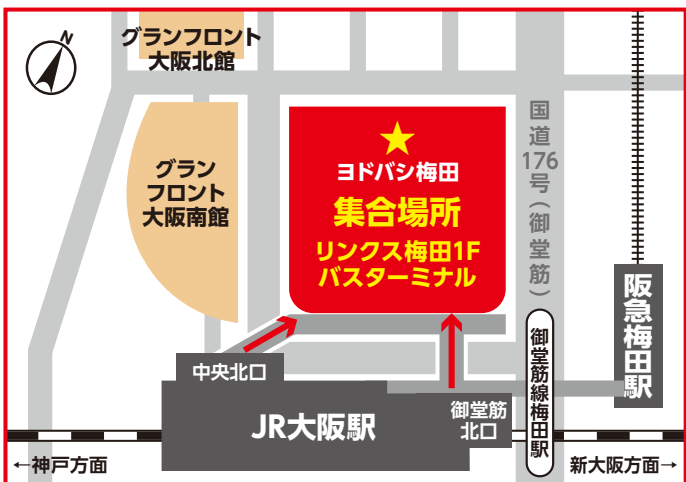 N
グランフロント
大阪北館
グラン
フロント
大阪南館
ヨドバシ梅田
集合場所
リンクス梅田1F
バスターミナル
国道176号(御堂筋)
阪急梅田駅
御堂筋線梅田駅
中央北口
御堂筋
北口
JR大阪駅
←神戸方面
新大阪方面→